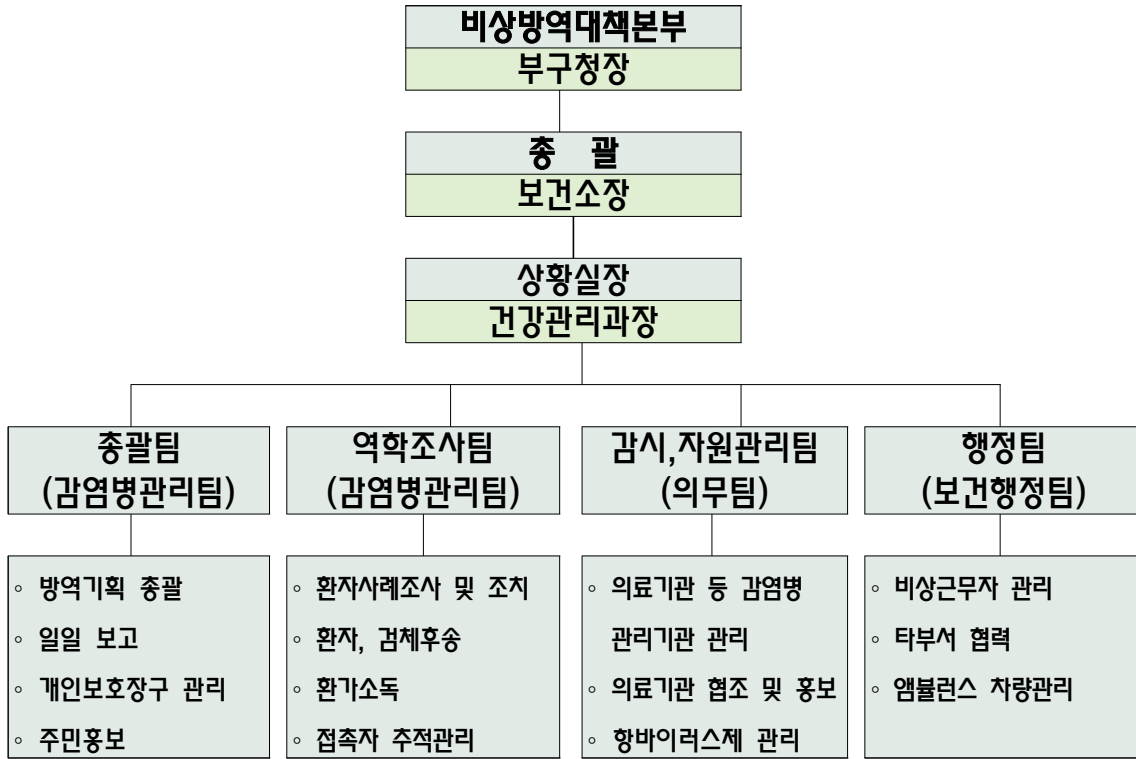 비상방역대책본부
부구청장
총 괄
보건소장
상황실장
건강관리과장
총괄팀
(감염병관리팀)
역학조사팀
(감염병관리팀)
감시,자원관리팀
(의무팀)
행정팀
(보건행정팀)
◦ 방역기획 총괄
◦ 일일 보고
◦ 개인보호장구 관리
◦ 주민홍보
◦ 환자사례조사 및 조치
◦ 환자, 검체후송
◦ 환가소독
◦ 접촉자 추적관리
◦ 의료기관 등 감염병
관리기관 관리
◦ 의료기관 협조 및 홍보
◦ 항바이러스제 관리
◦ 비상근무자 관리
◦ 타부서 협력
◦ 앰뷸런스 차량관리